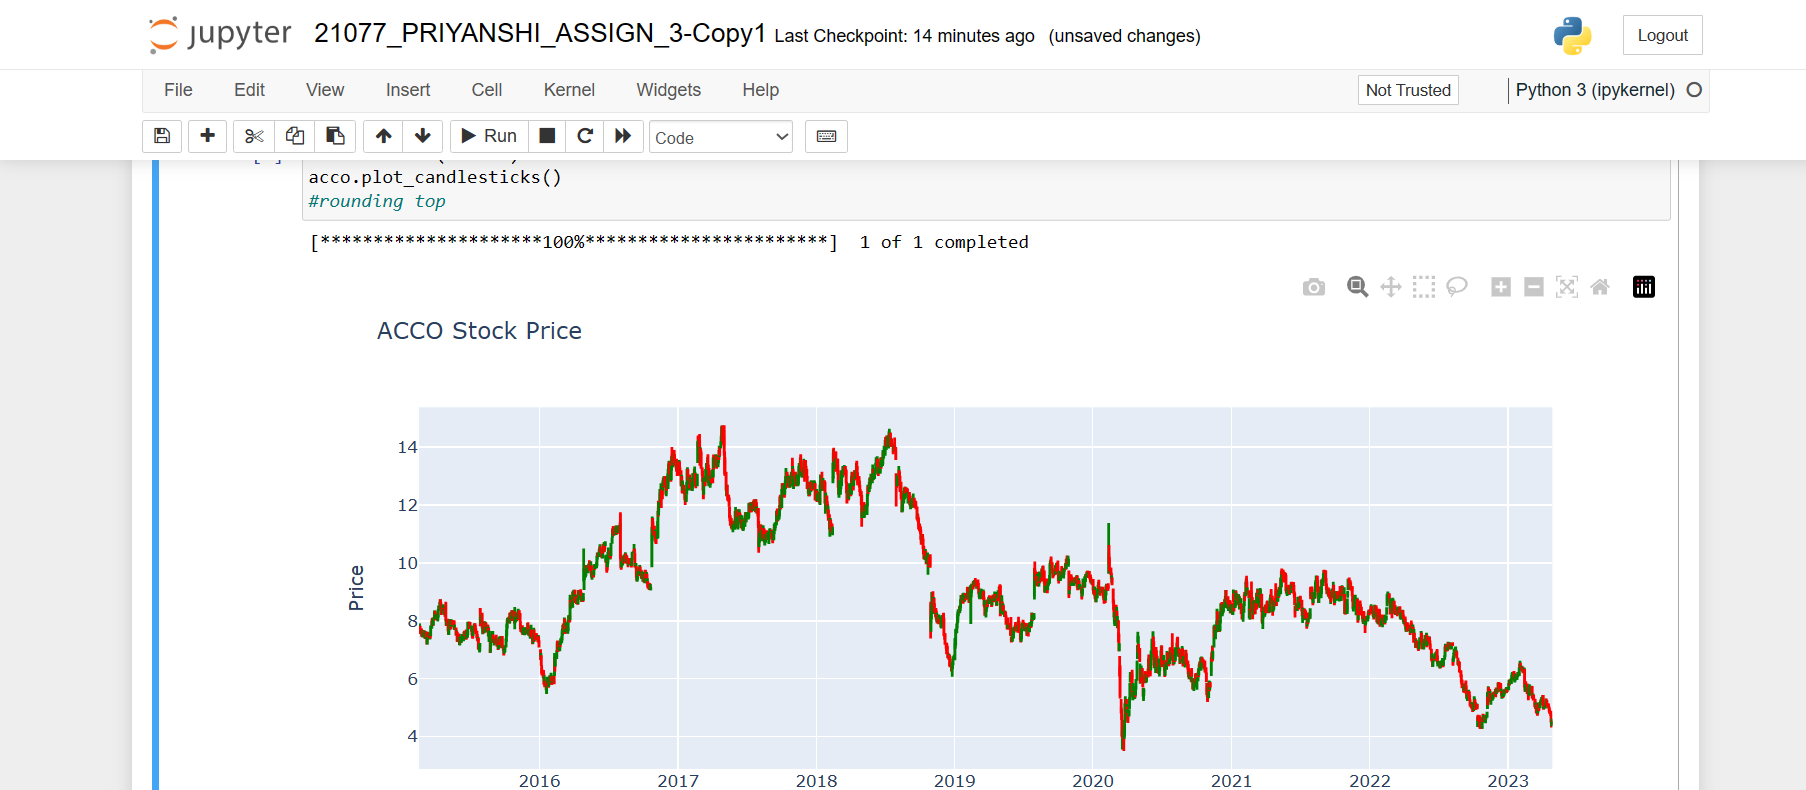 jupyter 21077_PRIYANSHI_ASSIGN_3-Copy1 Last Checkpoint: 14 minutes ago (unsaved changes) Logout
File Edit View Insert Cell Kernel Widgets Help Not Trusted Python 3 (ipykernel)
Run Code
acco.plot_candlesticks()
#rounding top
[*********************100%***********************] 1 of 1 completed
ACCO Stock Price
14
12
10
8
6
4
Price
2016 2017 2018 2019 2020 2021 2022 2023